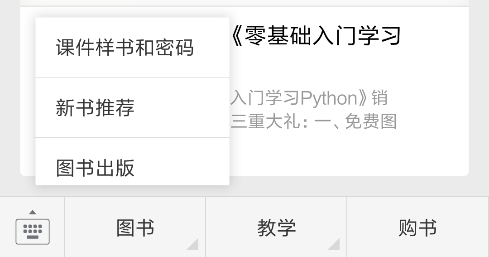 《零基础入门学习
课件样书和密码
入门学习Python》销
新书推荐
三重大礼：一、免费图
图书出版
图书
教学
购书